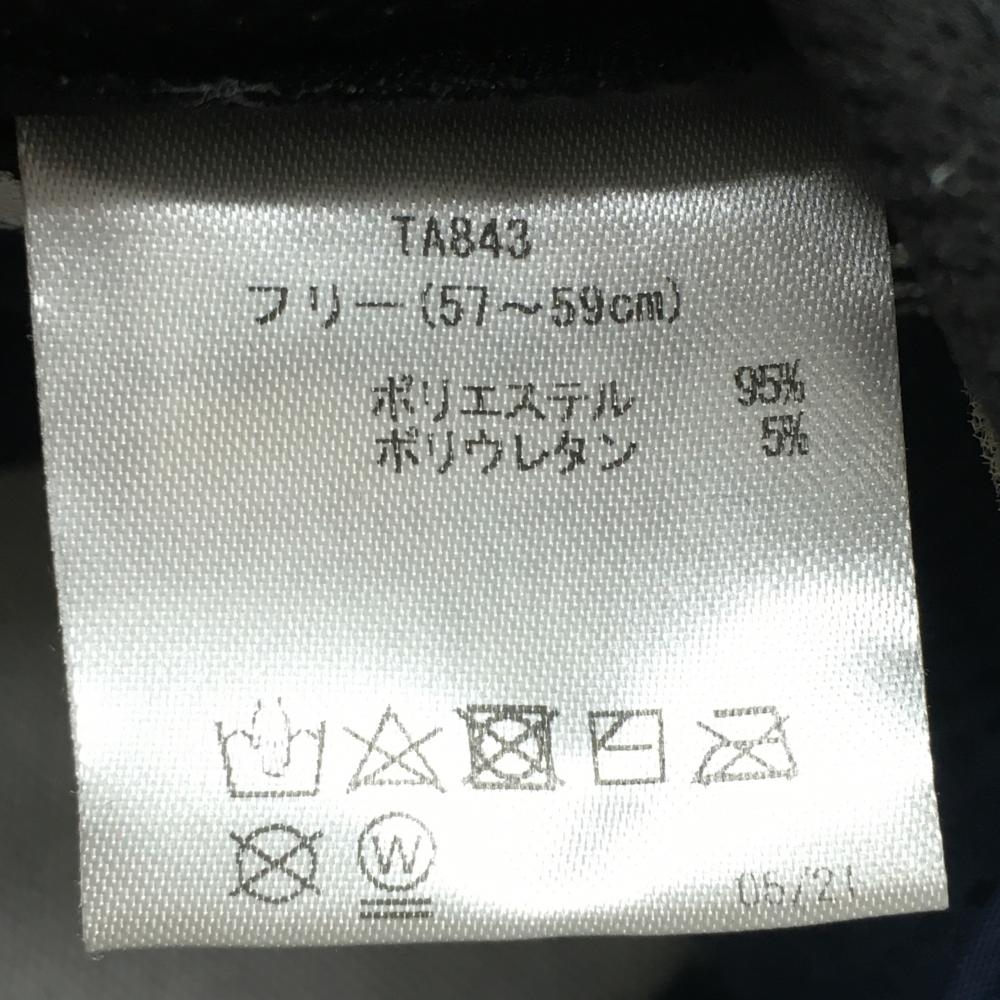 TA843
フリー(57～59cm)
ポリエステル 95%
ポリウレタン 5%
W
05/21